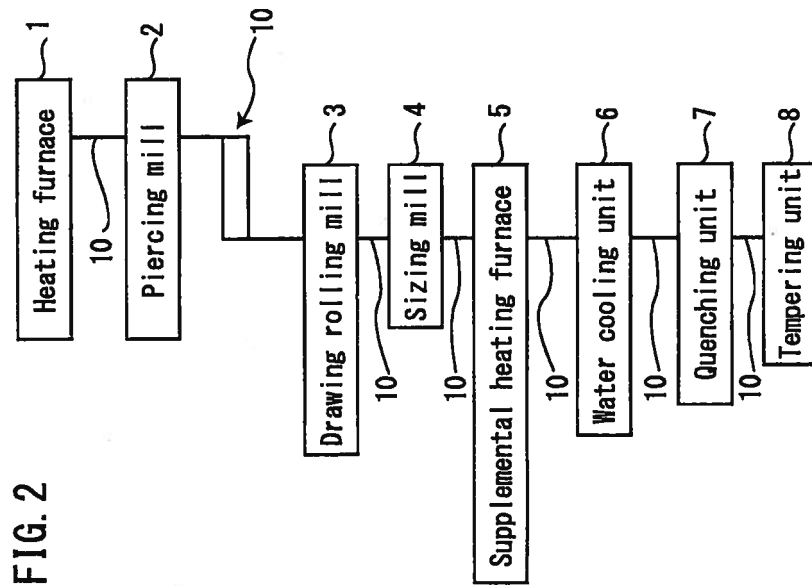 FIG. 2
Heating furnace
1
10
Piercing mill
2
10
Drawing rolling mill
3
10
Sizing mill
4
10
Supplemental heating furnace
5
10
Water cooling unit
6
10
Quenching unit
7
10
Tempering unit
8